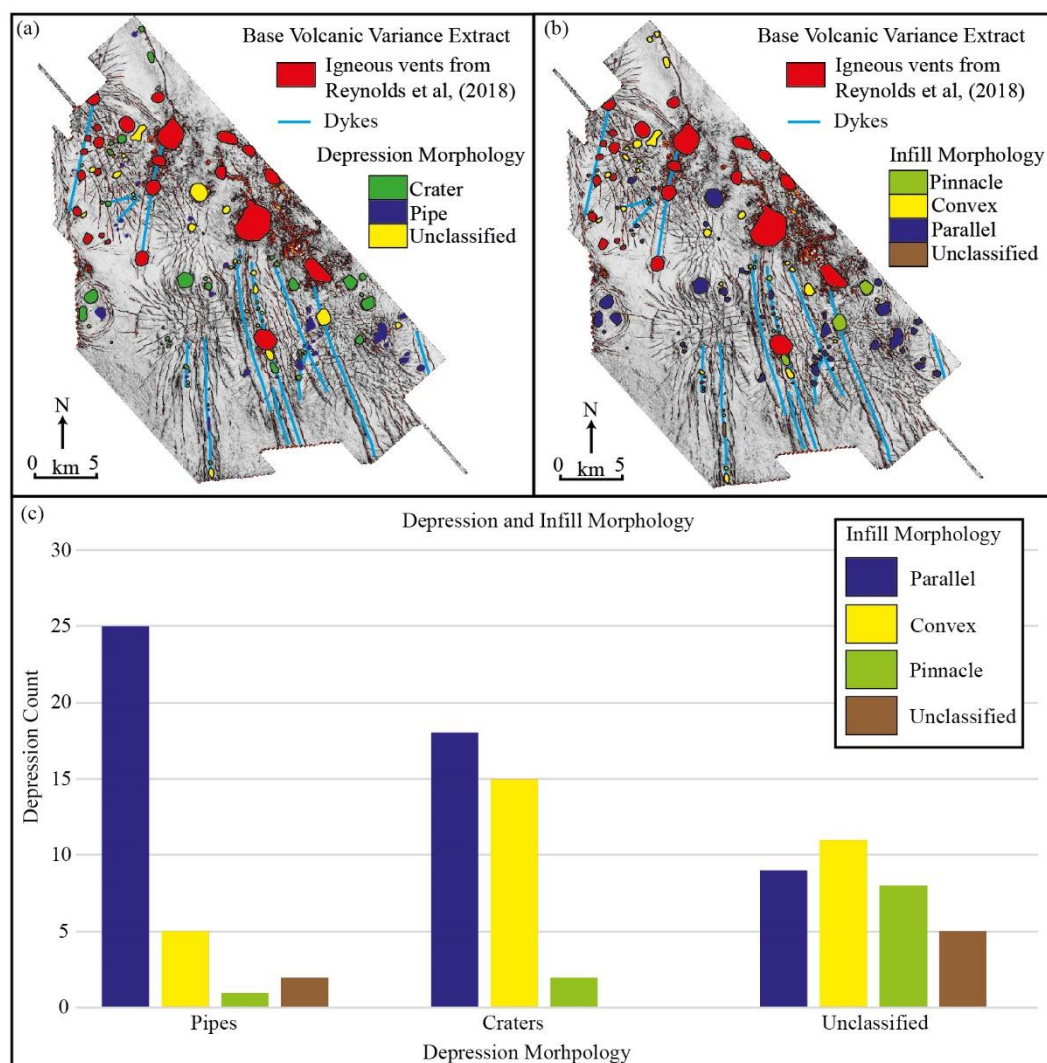 (a)
Base Volcanic Variance Extract
Igneous vents from
Reynolds et al, (2018)
Dykes
Depression Morphology
Crater
Pipe
Unclassified
N
0 km 5
(b)
Base Volcanic Variance Extract
Igneous vents from
Reynolds et al, (2018)
Dykes
Infill Morphology
Pinnacle
Convex
Parallel
Unclassified
N
0 km 5
(c)
Depression and Infill Morphology
Infill Morphology
Parallel
Convex
Pinnacle
Unclassified
Depression Count
30
25
20
15
10
5
0
Pipes
Craters
Unclassified
Depression Morhpology